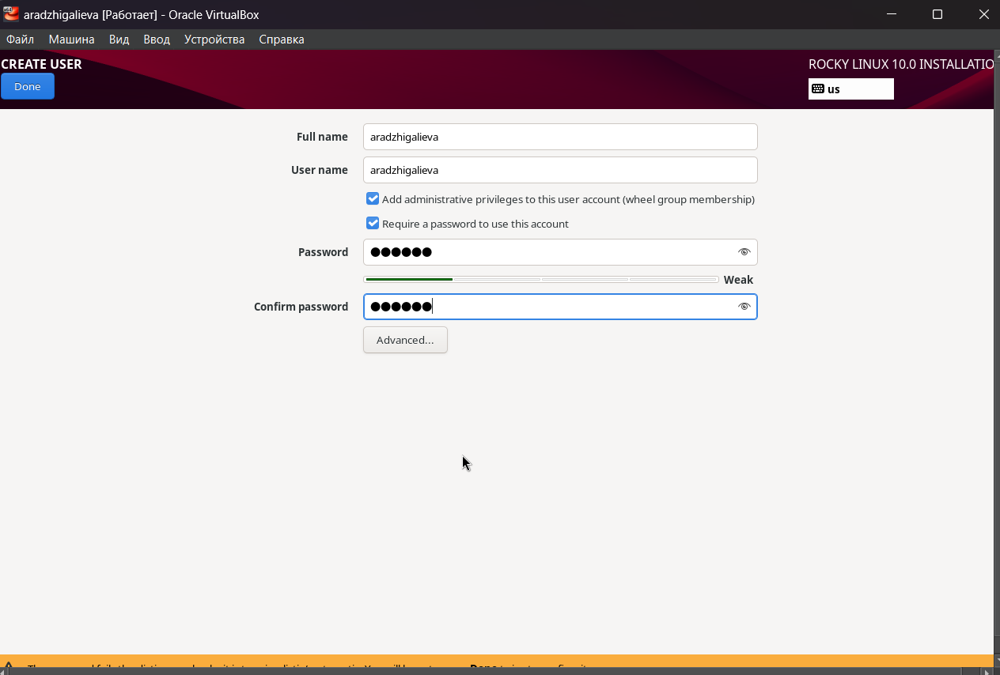 aradzhigalieva [Работает] - Oracle VirtualBox
Файл Машина Вид Ввод Устройства Справка
CREATE USER
ROCKY LINUX 10.0 INSTALLATIO
Done
us
Full name
aradzhigalieva
User name
aradzhigalieva
Add administrative privileges to this user account (wheel group membership)
Require a password to use this account
Password
●●●●●●
Weak
Confirm password
●●●●●●
Advanced...